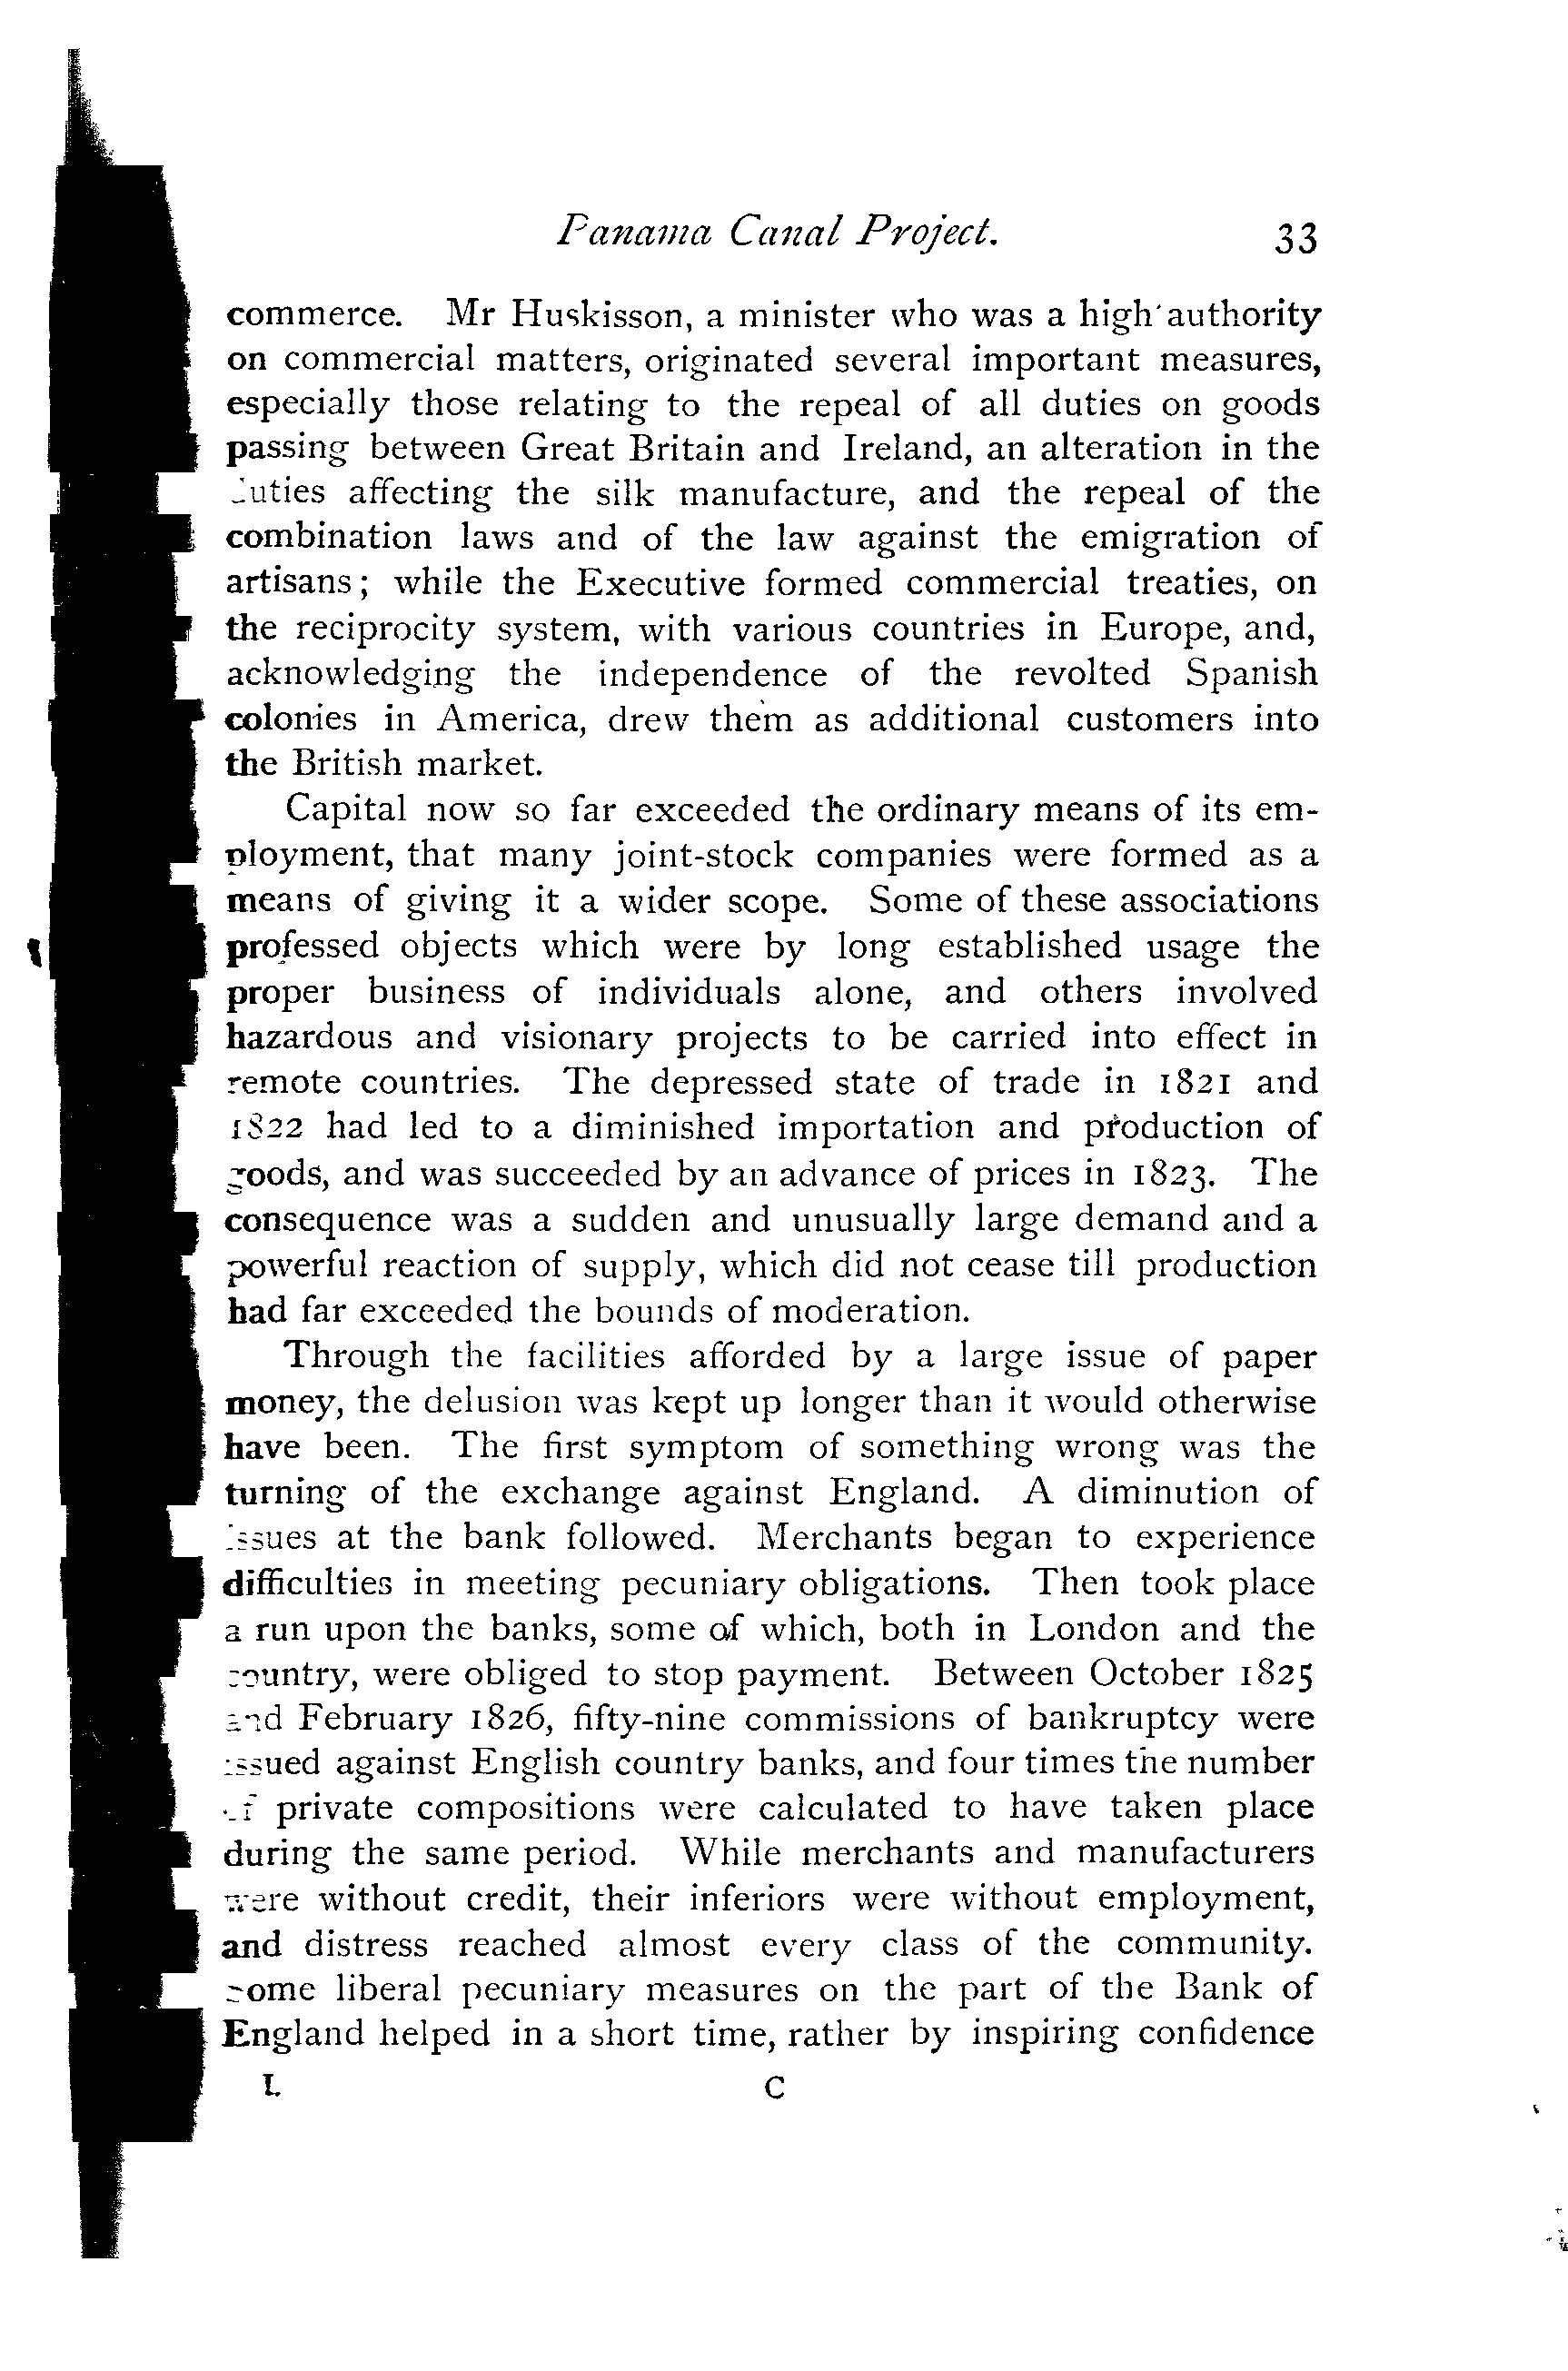 Panama Canal Project. 33
commerce. Mr Huskisson, a minister who was a high authority
on commercial matters, originated several important measures,
especially those relating to the repeal of all duties on goods
passing between Great Britain and Ireland, an alteration in the
duties affecting the silk manufacture, and the repeal of the
combination laws and of the law against the emigration of
artisans; while the Executive formed commercial treaties, on
the reciprocity system, with various countries in Europe, and,
acknowledging the independence of the revolted Spanish
colonies in America, drew them as additional customers into
the British market.
Capital now so far exceeded the ordinary means of its em-
ployment, that many joint-stock companies were formed as a
means of giving it a wider scope. Some of these associations
professed objects which were by long established usage the
proper business of individuals alone, and others involved
hazardous and visionary projects to be carried into effect in
remote countries. The depressed state of trade in 1821 and
1822 had led to a diminished importation and production of
goods, and was succeeded by an advance of prices in 1823. The
consequence was a sudden and unusually large demand and a
powerful reaction of supply, which did not cease till production
had far exceeded the bounds of moderation.
Through the facilities afforded by a large issue of paper
money, the delusion was kept up longer than it would otherwise
have been. The first symptom of something wrong was the
turning of the exchange against England. A diminution of
issues at the bank followed. Merchants began to experience
difficulties in meeting pecuniary obligations. Then took place
a run upon the banks, some of which, both in London and the
country, were obliged to stop payment. Between October 1825
and February 1826, fifty-nine commissions of bankruptcy were
issued against English country banks, and four times the number
of private compositions were calculated to have taken place
during the same period. While merchants and manufacturers
were without credit, their inferiors were without employment,
and distress reached almost every class of the community.
Some liberal pecuniary measures on the part of the Bank of
England helped in a short time, rather by inspiring confidence
I. C